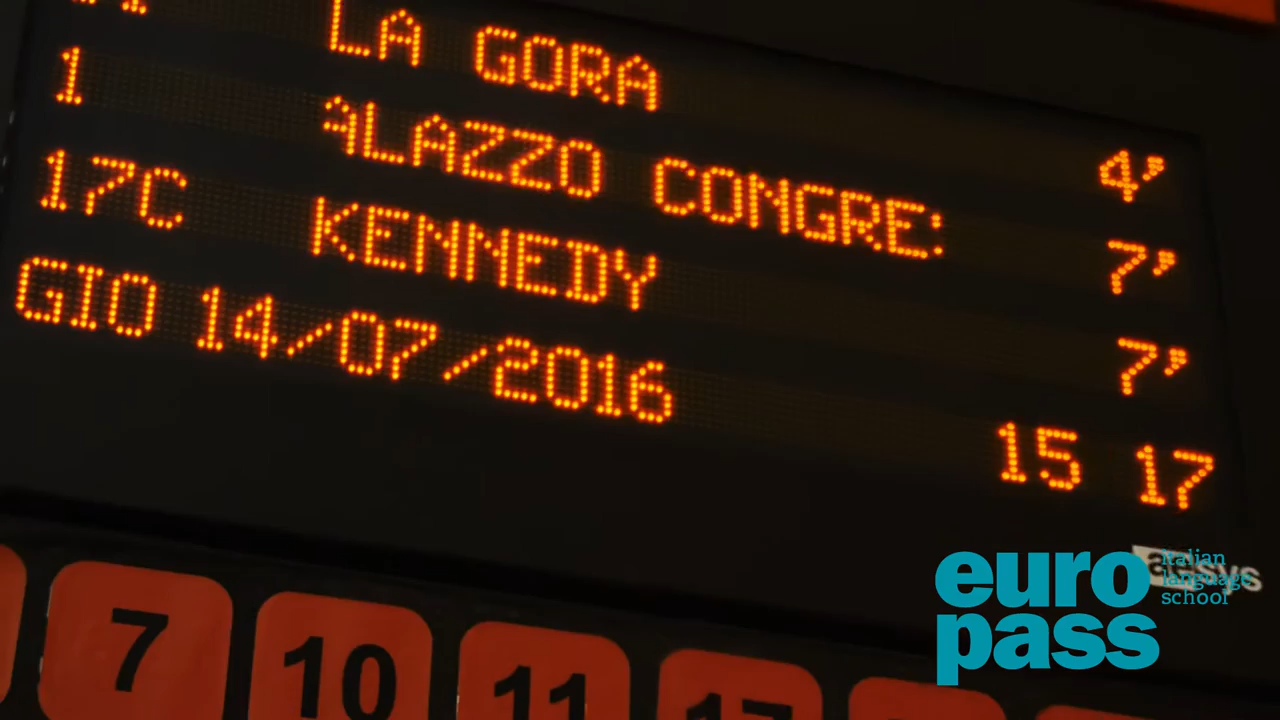 LA GORA 4'
1 ALAZZO CONGRE: 7'
17C KENNEDY 7'
GIO 14/07/2016 15 17
7 10 11 17
euro
pass
italian
language
school